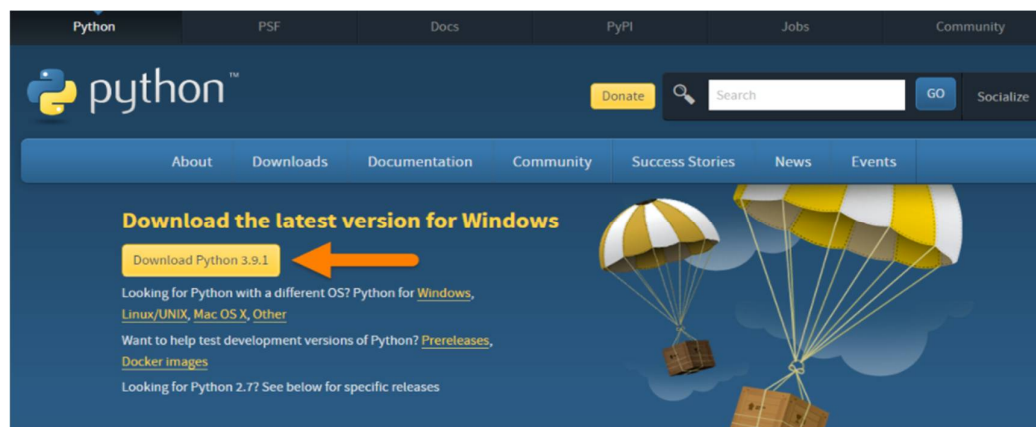 Python PSF Docs PyPI Jobs Community
python™
Donate Search GO Socialize
About Downloads Documentation Community Success Stories News Events
Download the latest version for Windows
Download Python 3.9.1
Looking for Python with a different OS? Python for Windows,
Linux/UNIX, Mac OS X, Other
Want to help test development versions of Python? Prereleases,
Docker images
Looking for Python 2.7? See below for specific releases